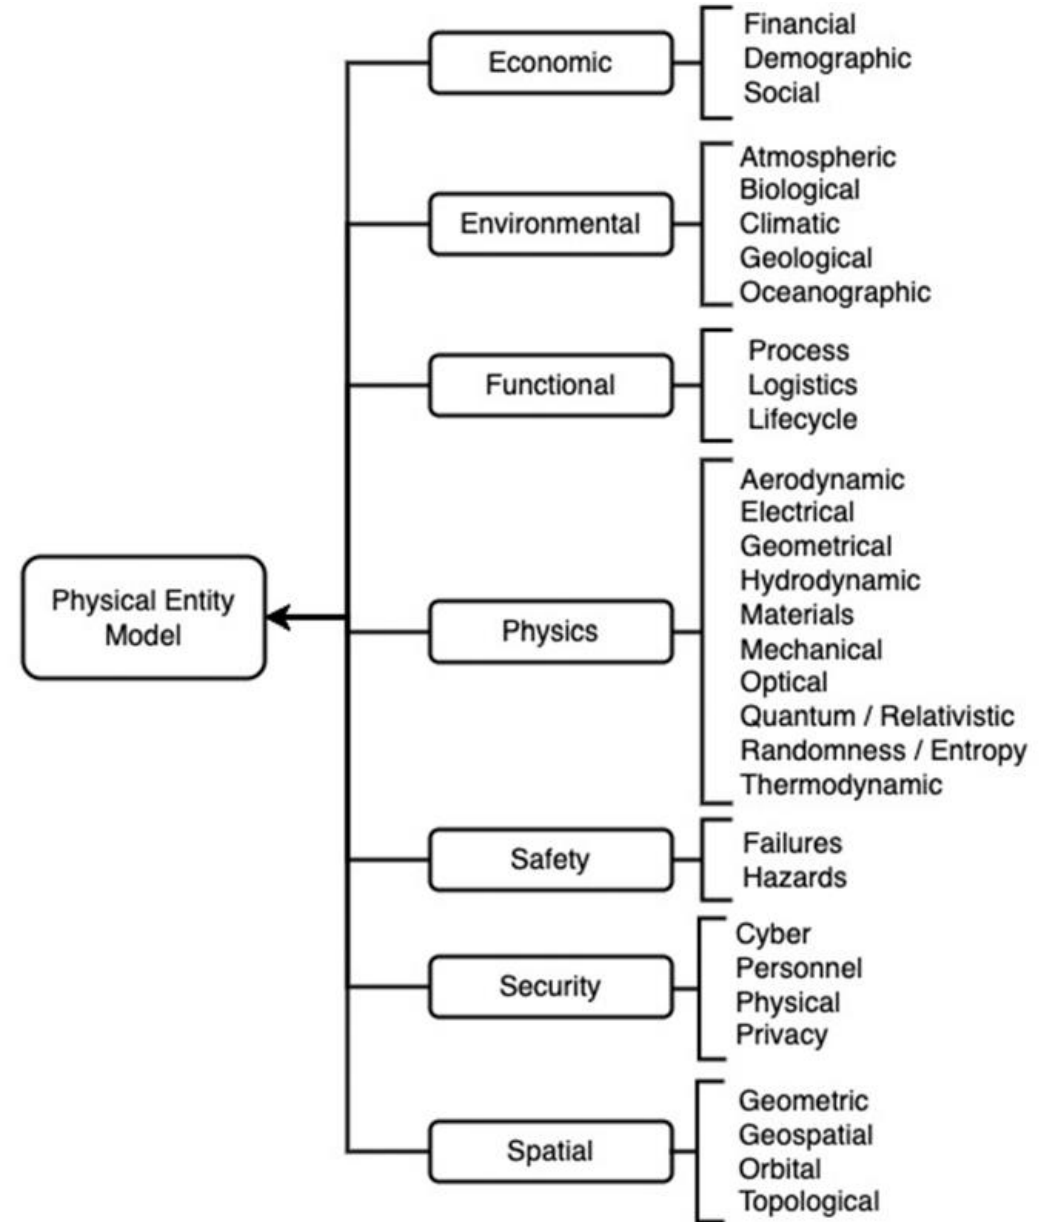 Economic
Financial
Demographic
Social
Environmental
Atmospheric
Biological
Climatic
Geological
Oceanographic
Functional
Process
Logistics
Lifecycle
Physical Entity
Model
Physics
Aerodynamic
Electrical
Geometrical
Hydrodynamic
Materials
Mechanical
Optical
Quantum / Relativistic
Randomness / Entropy
Thermodynamic
Safety
Failures
Hazards
Security
Cyber
Personnel
Physical
Privacy
Spatial
Geometric
Geospatial
Orbital
Topological